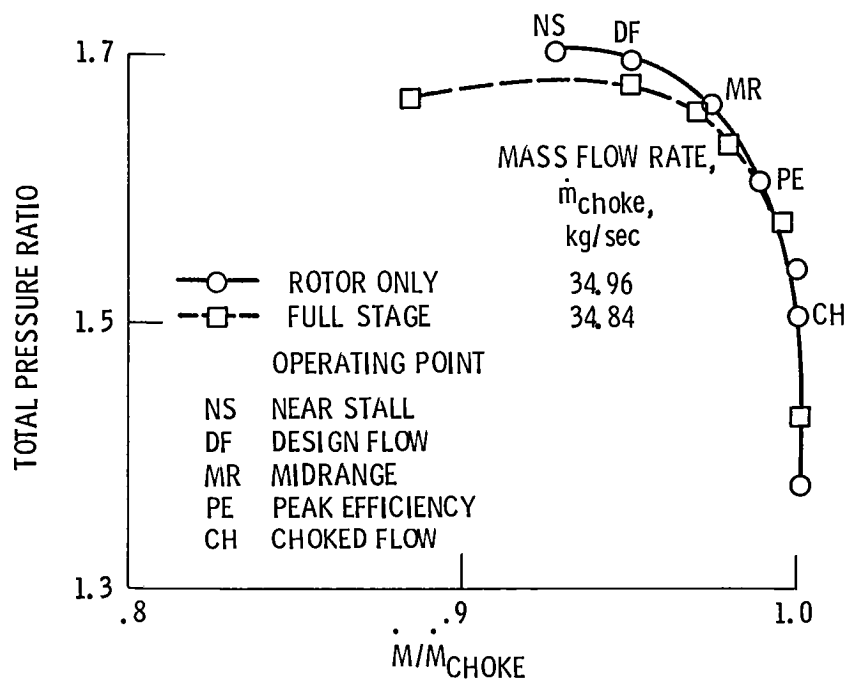 NS
DF
1.7
MR
MASS FLOW RATE,
ṁchoke,
kg/sec
PE
TOTAL PRESSURE RATIO
ROTOR ONLY 34.96
1.5
FULL STAGE 34.84
CH
OPERATING POINT
NS NEAR STALL
DF DESIGN FLOW
MR MIDRANGE
PE PEAK EFFICIENCY
CH CHOKED FLOW
1.3
.8 .9 1.0
Ṁ/ṀCHOKE